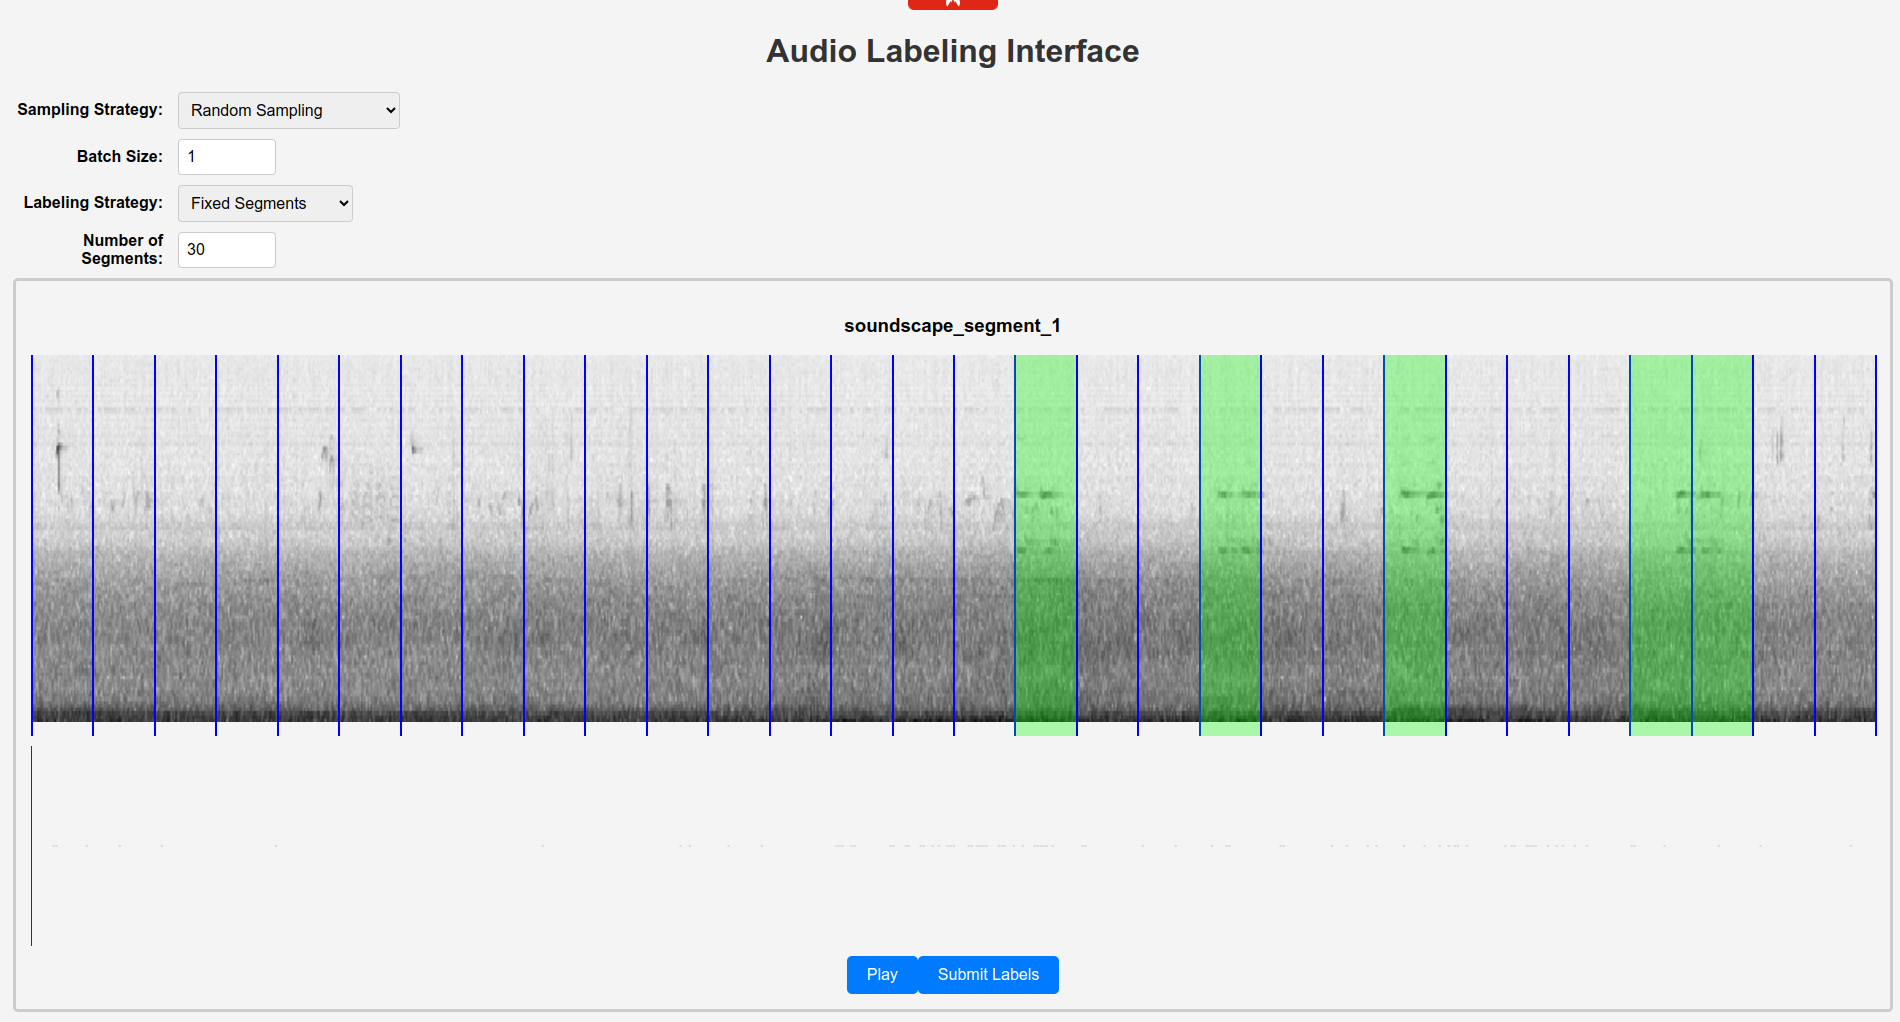 Audio Labeling Interface
Sampling Strategy: Random Sampling
Batch Size: 1
Labeling Strategy: Fixed Segments
Number of
Segments: 30
soundscape_segment_1
Play Submit Labels